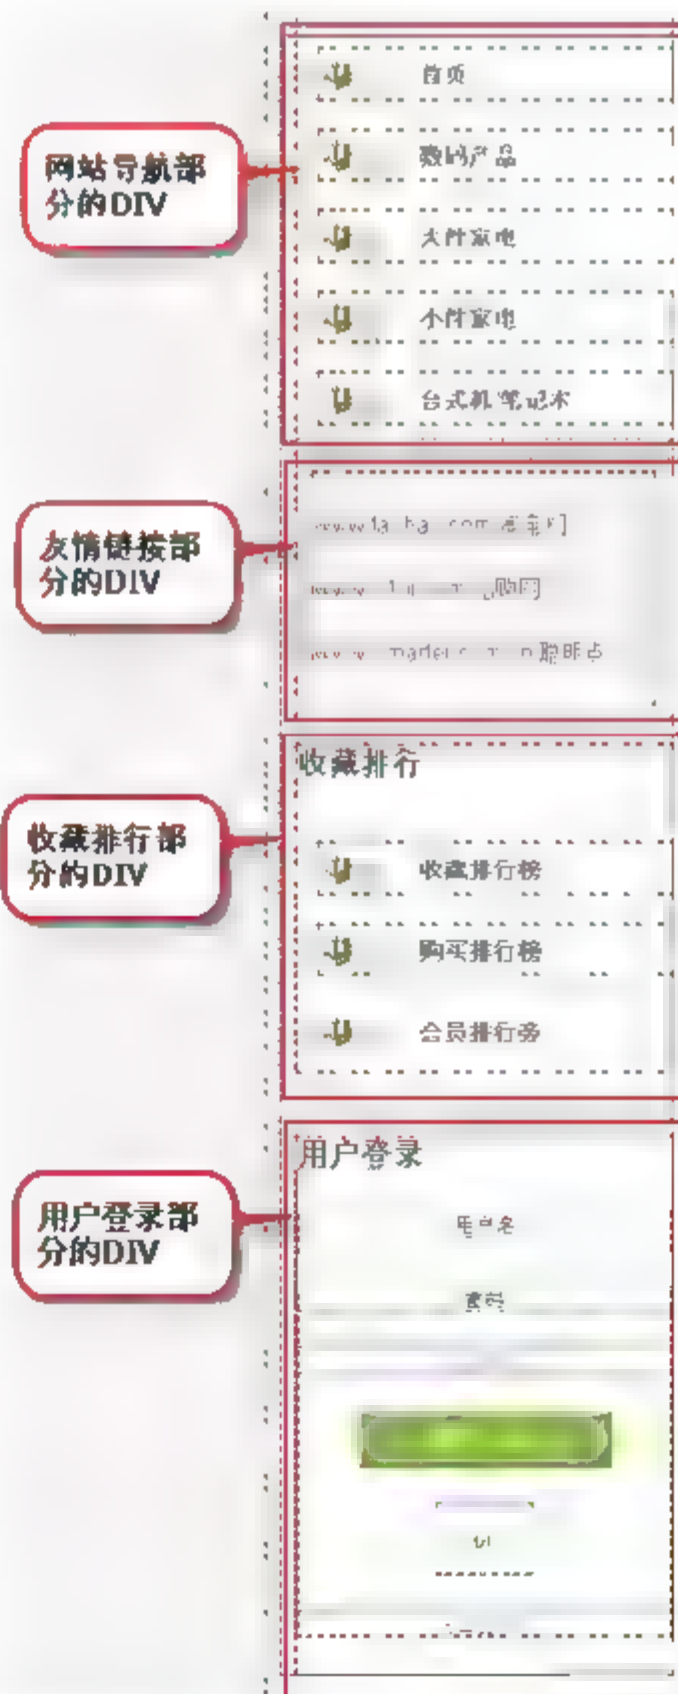 首页
数码产品
网站导航部
分的DIV
大件家电
小件家电
台式机 笔记本
友情链接部
分的DIV
购网
收藏排行
收藏排行部
分的DIV
收藏排行榜
购买排行榜
会员排行榜
用户登录
用户登录部
分的DIV
用户名
密码